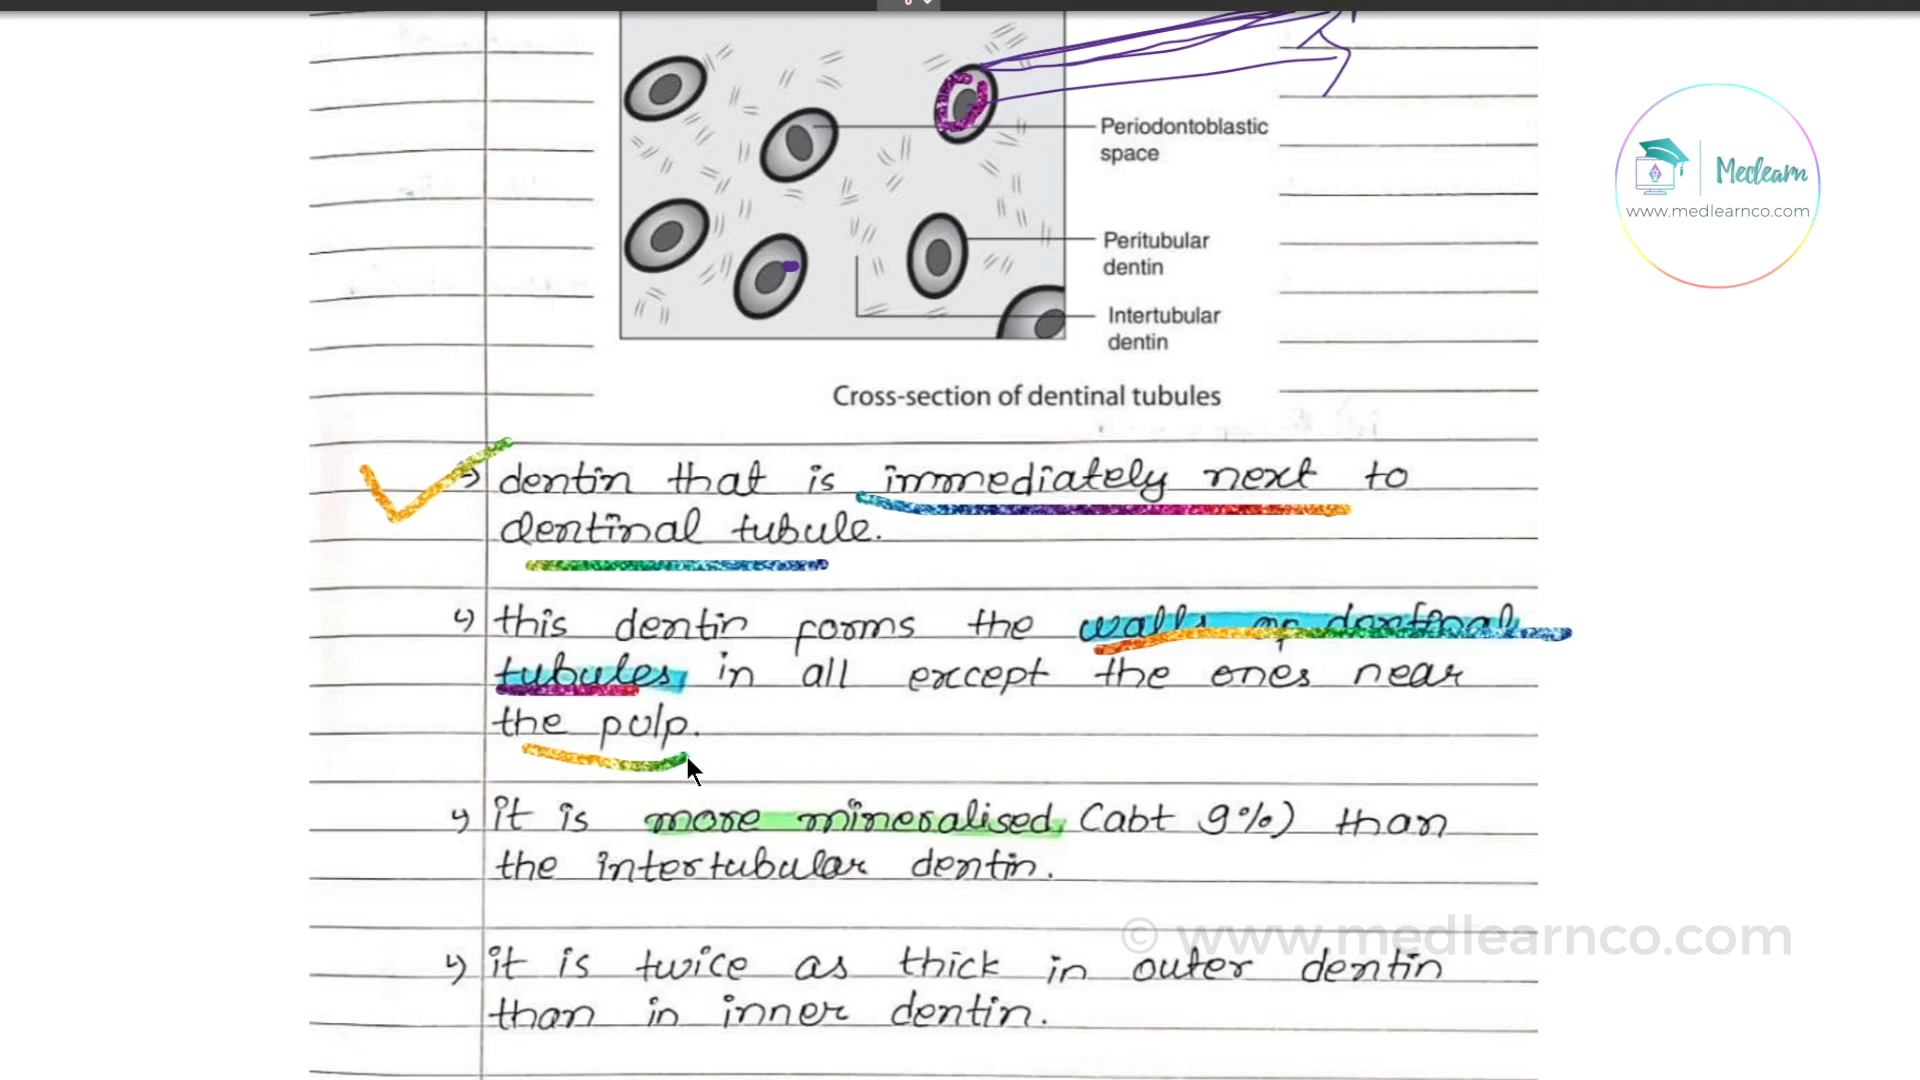 Periodontoblastic
space
Medlearn
www.medlearnco.com
Peritubular
dentin
Intertubular
dentin
Cross-section of dentinal tubules
dentin that is immediately next to
dentinal tubule.
this dentin forms the walls of dentinal
tubules in all except the ones near
the pulp.
it is more mineralised (abt 9%) than
the intertubular dentin.
© www.medlearnco.com
it is twice as thick in outer dentin
than in inner dentin.